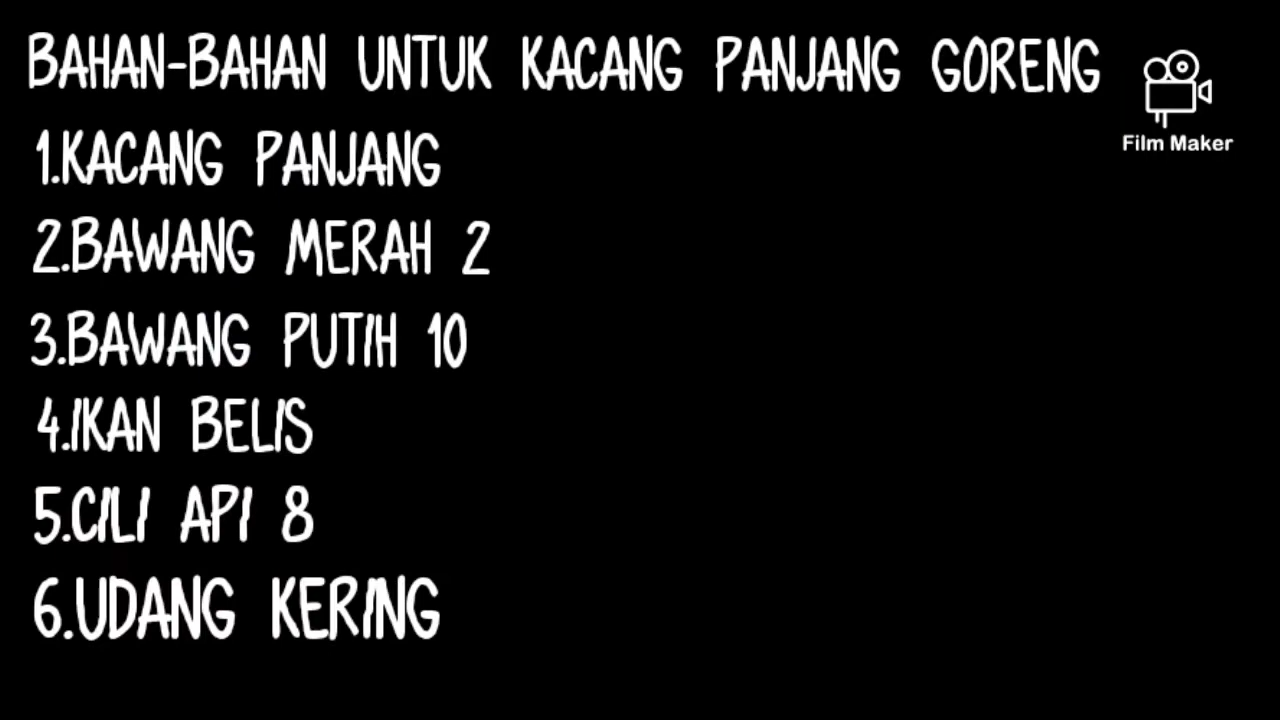 BAHAN-BAHAN UNTUK KACANG PANJANG GORENG
Film Maker
1.KACANG PANJANG
2.BAWANG MERAH 2
3.BAWANG PUTIH 10
4.IKAN BELIS
5.CILI API 8
6.UDANG KERING